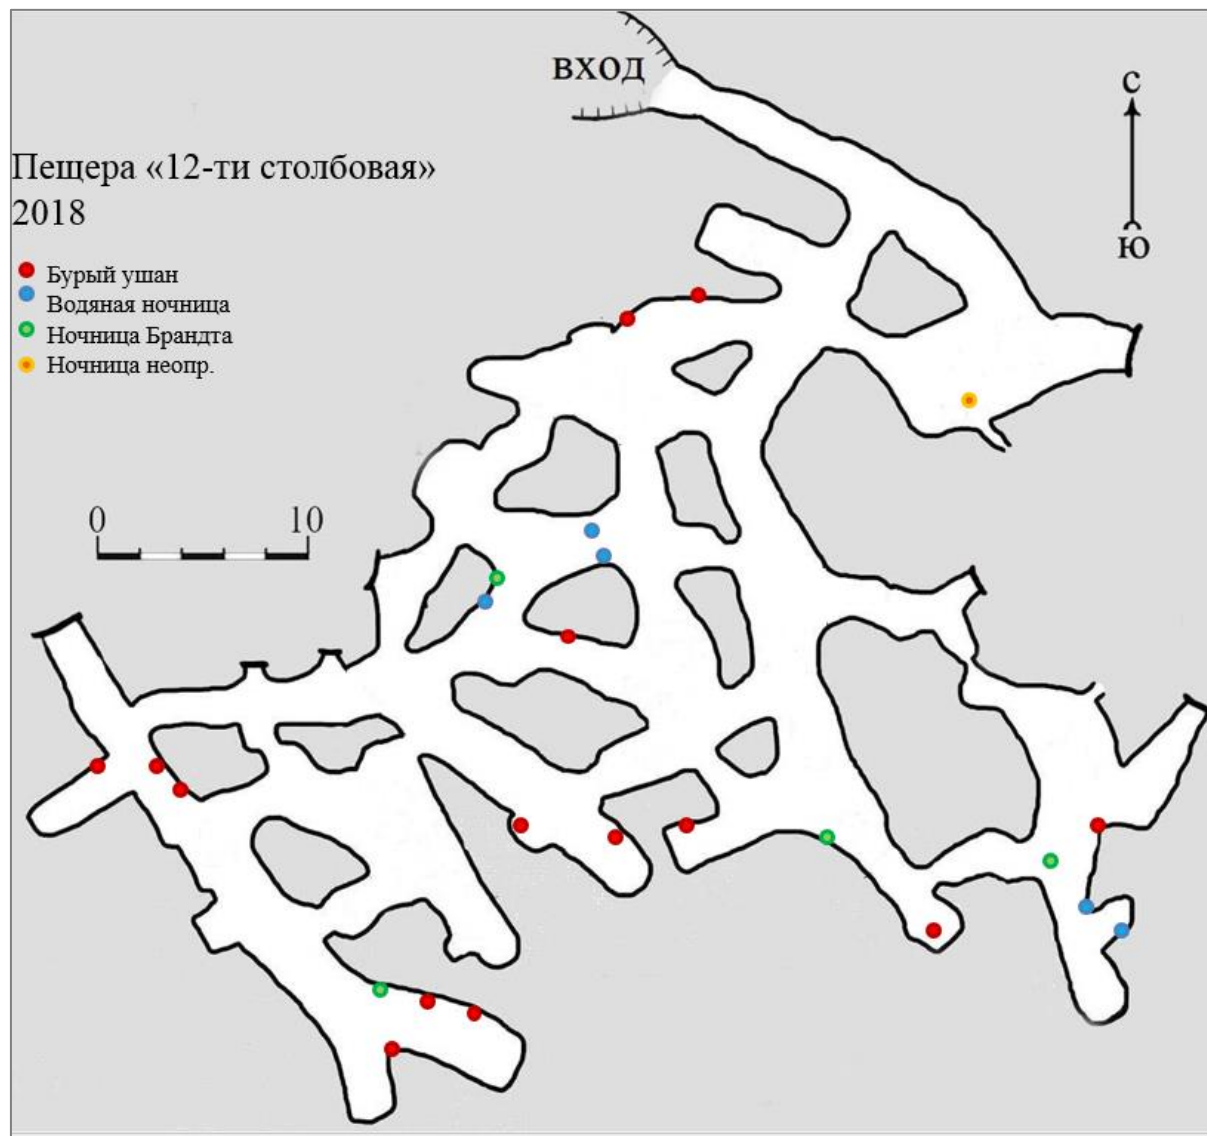 вход
с
ю
Пещера «12-ти столбовая»
2018
Бурый ушан
Водяная ночница
Ночница Брандта
Ночница неопр.
0 10